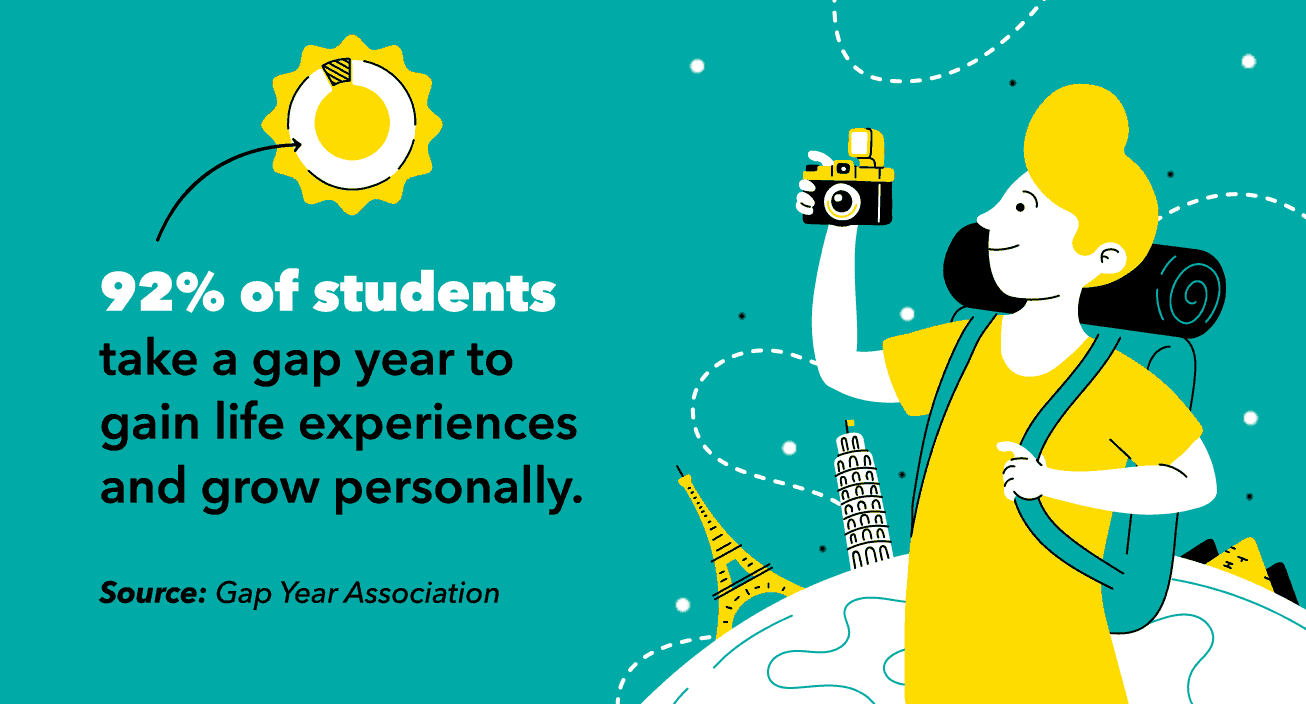 92% of students
take a gap year to
gain life experiences
and grow personally.
Source: Gap Year Association